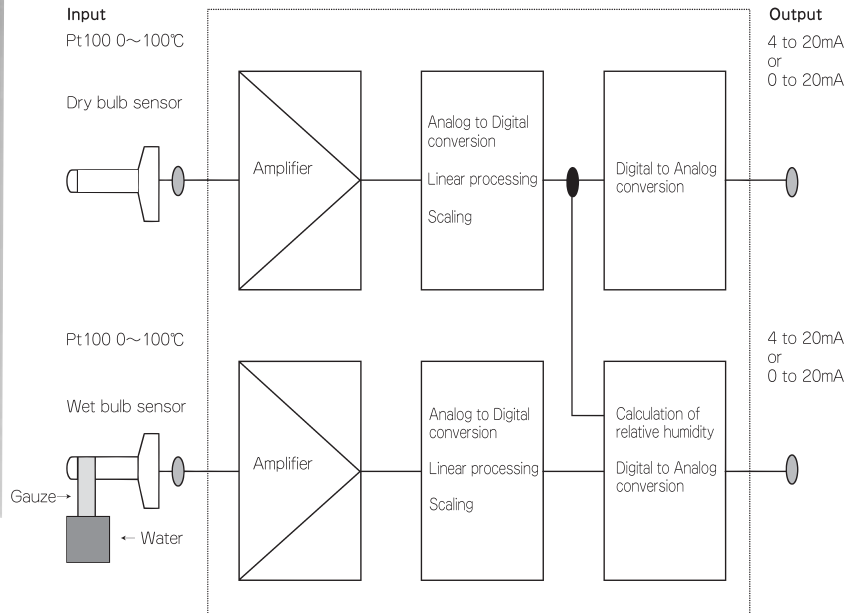 Input
Output
Pt100 0～100℃
4 to 20mA
or
0 to 20mA
Dry bulb sensor
Amplifier
Analog to Digital
conversion
Linear processing
Scaling
Digital to Analog
conversion
Pt100 0～100℃
4 to 20mA
or
0 to 20mA
Wet bulb sensor
Gauze→
← Water
Amplifier
Analog to Digital
conversion
Linear processing
Scaling
Calculation of
relative humidity
Digital to Analog
conversion